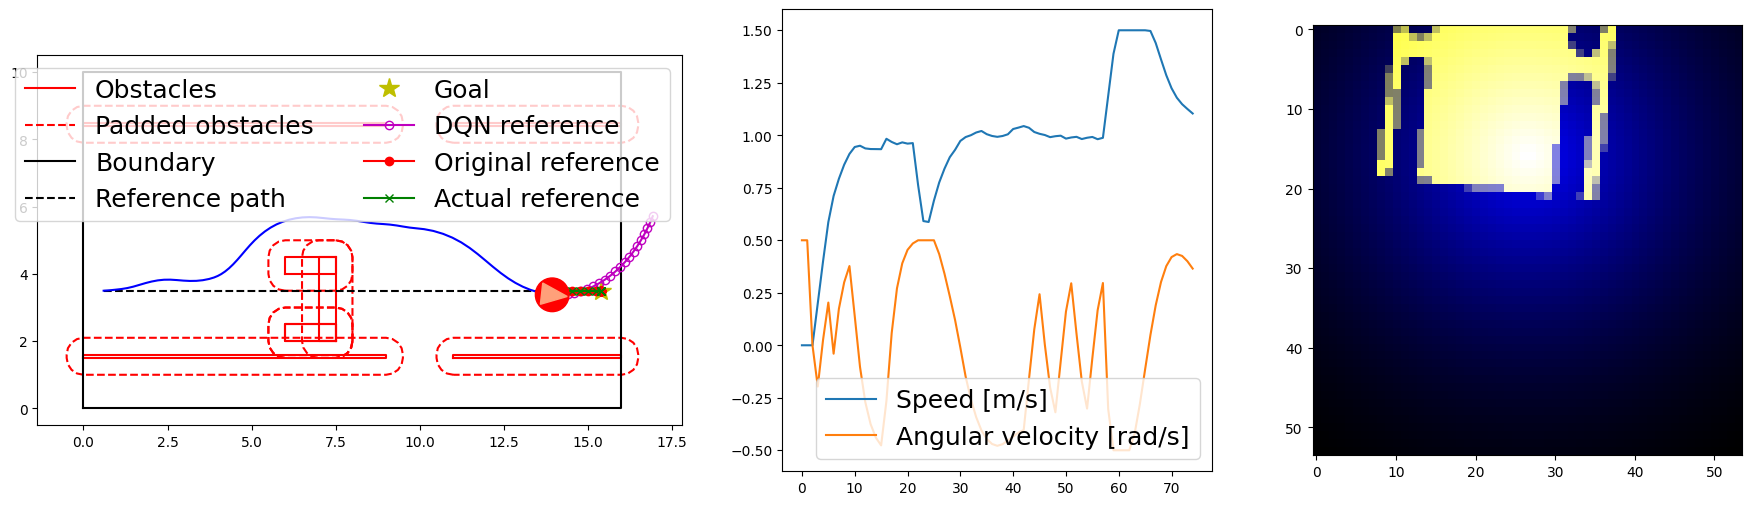 10
8
6
4
2
0
Obstacles
Padded obstacles
Boundary
Reference path
Goal
DQN reference
Original reference
Actual reference
0.0 2.5 5.0 7.5 10.0 12.5 15.0 17.5
1.50
1.25
1.00
0.75
0.50
0.25
0.00
−0.25
−0.50
Speed [m/s]
Angular velocity [rad/s]
0 10 20 30 40 50 60 70
0
10
20
30
40
50
0 10 20 30 40 50